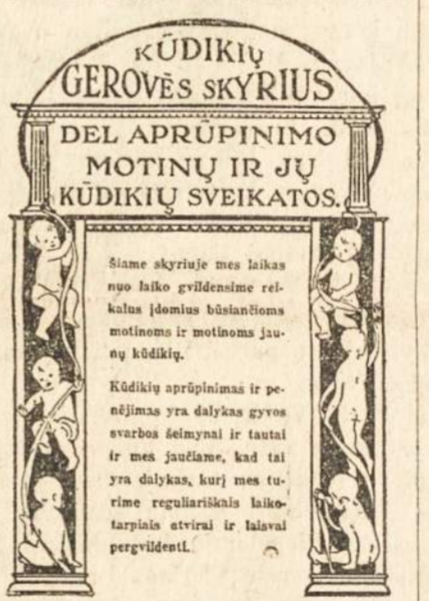 KŪDIKIŲ
GEROVĖS SKYRIUS
DEL APRŪPINIMO
MOTINŲ IR JŲ
KŪDIKIŲ SVEIKATOS.
Šiame skyriuje mes laikas
nuo laiko gvildensime rei-
kalus įdomius būsiančioms
motinoms ir motinoms jau-
nų kūdikių.
Kūdikių aprūpinimas ir pe-
nėjimas yra dalykas gyvos
svarbos šeimynai ir tautai
ir mes jaučiame, kad tai
yra dalykas, kurį mes tu-
rime reguliariškais laiko-
tarpiais atvirai ir laisvai
pergvildenti.